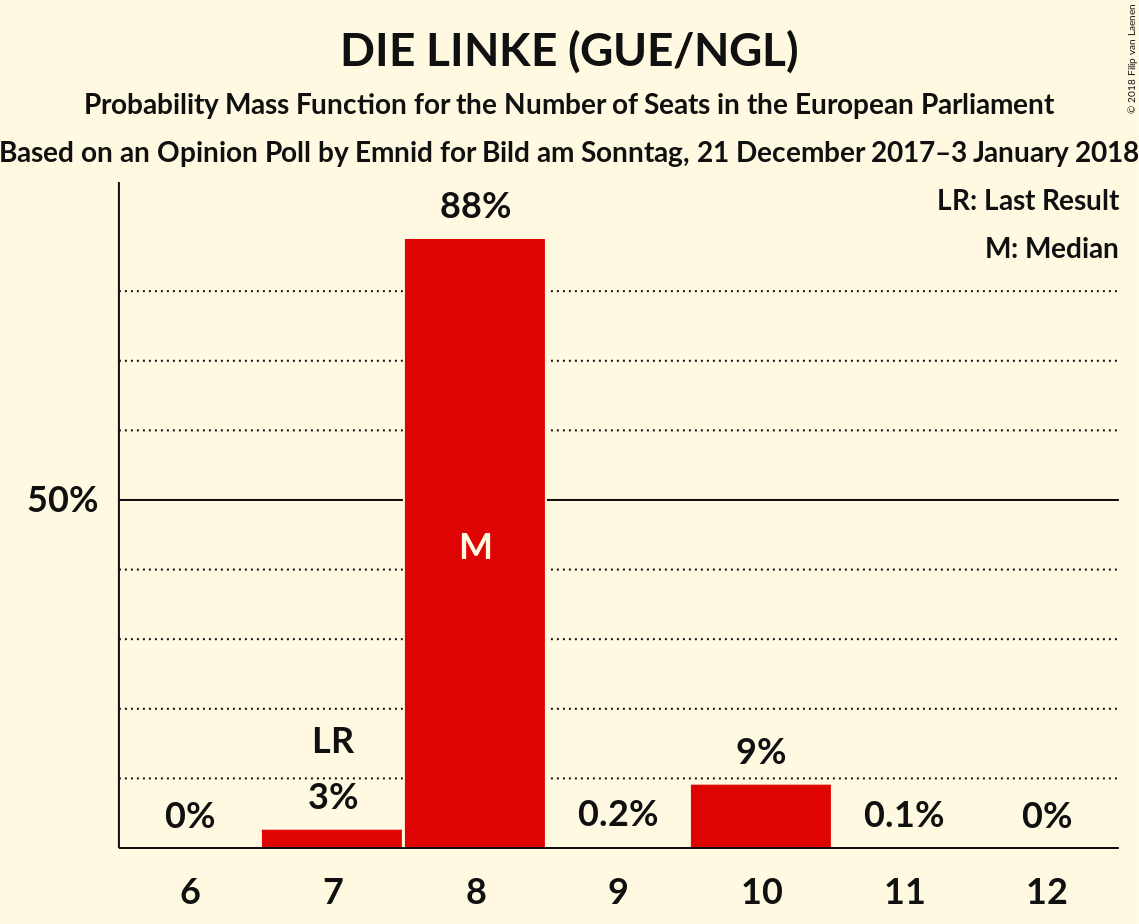 DIE LINKE (GUE/NGL)
Probability Mass Function for the Number of Seats in the European Parliament
Based on an Opinion Poll by Emnid for Bild am Sonntag, 21 December 2017–3 January 2018
© 2018 Filip van Laenen
LR: Last Result
M: Median
88%
50%
M
LR
3%
0%
0.2%
9%
0.1%
0%
6 7 8 9 10 11 12